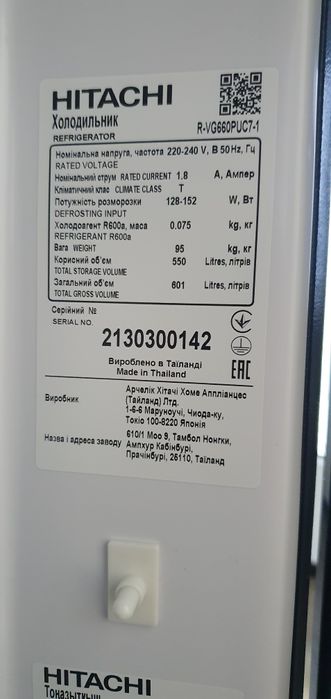 HITACHI
Холодильник
REFRIGERATOR
R-VG660PUC7-1
Номінальна напруга, частота 220-240 V, В 50 Hz, Гц
RATED VOLTAGE
Номінальний струм RATED CURRENT 1.8 A, Ампер
Кліматичний клас CLIMATE CLASS T
Потужність розморозки 128-152 W, Вт
DEFROSTING INPUT
Холодоагент R600a, маса 0.075 kg, кг
REFRIGERANT R600a
Вага WEIGHT 95 kg, кг
Корисний об'єм 550 Litres, літрів
TOTAL STORAGE VOLUME
Загальний об'єм 601 Litres, літрів
TOTAL GROSS VOLUME
Серійний №
SERIAL NO.
2130300142
Вироблено в Таїланді
Made in Thailand
EAC
Виробник
Арчелік Хітачі Хоме Аппліанцес
(Тайланд) Лтд.
1-6-6 Маруноучі, Чиода-ку,
Токіо 100-8220 Японія
Назва і адреса заводу
610/1 Moo 9, Тамбол Нонгки,
Ампхур Кабінбурі,
Прачінбурі, 25110, Таїланд
HITACHI
Тоңазытқыш